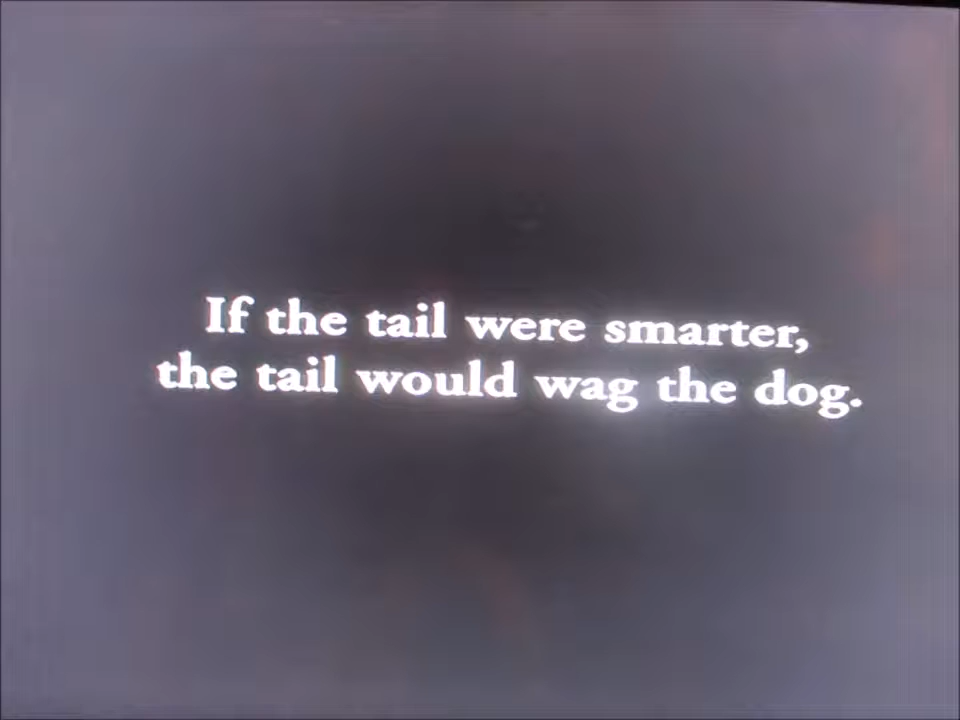 If the tail were smarter,
the tail would wag the dog.